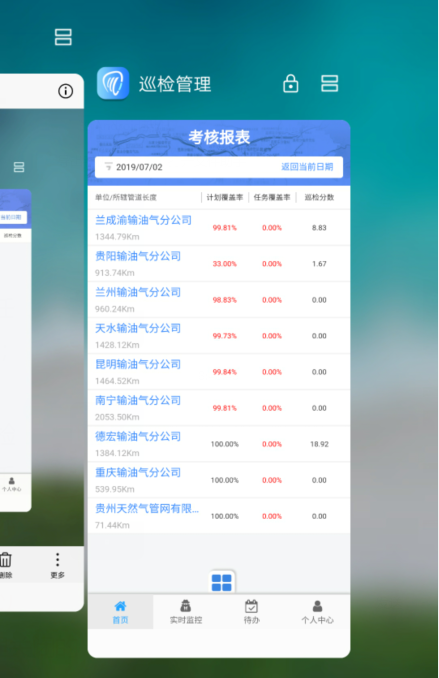 巡检管理
考核报表
2019/07/02 返回当前日期
单位/所辖管道长度 计划覆盖率 任务覆盖率 巡检分数
兰成渝输油气分公司
1344.79Km 99.81% 0.00% 8.83
贵阳输油气分公司
913.74Km 33.00% 0.00% 1.67
兰州输油气分公司
960.24Km 98.83% 0.00% 0.00
天水输油气分公司
1428.12Km 99.73% 0.00% 0.00
昆明输油气分公司
1464.52Km 99.84% 0.00% 0.00
南宁输油气分公司
2053.50Km 99.81% 0.00% 0.00
德宏输油气分公司
1384.12Km 100.00% 0.00% 18.92
重庆输油气分公司
539.95Km 100.00% 0.00% 0.00
贵州天然气管网有限...
71.44Km 100.00% 0.00% 0.00
首页 实时监控 待办 个人中心
个人中心
删除 更多